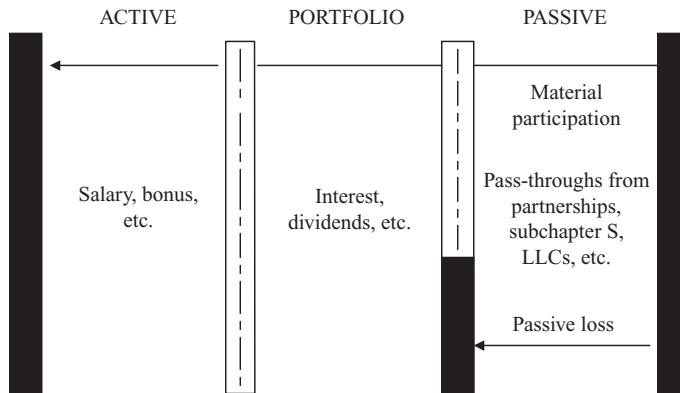 ACTIVE
PORTFOLIO
PASSIVE
Material
participation
Salary, bonus,
etc.
Interest,
dividends, etc.
Pass-throughs from
partnerships,
subchapter S,
LLCs, etc.
Passive loss